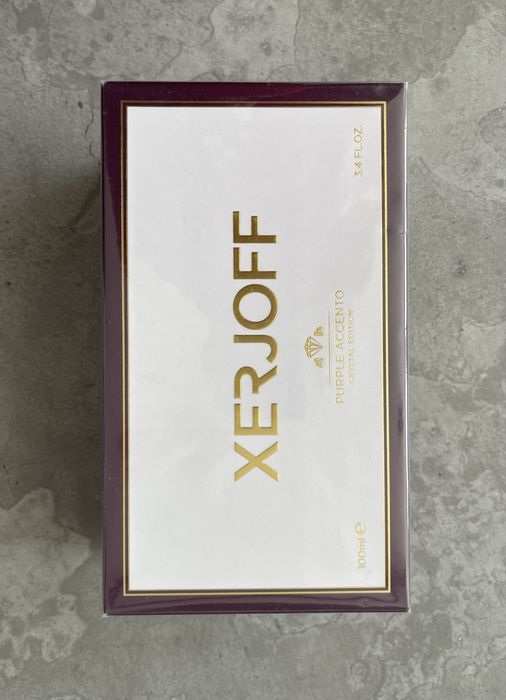 XERJOFF
PURPLE ACCENTO
CRYSTAL EDITION
100ml ℮
3.4 FL.OZ.